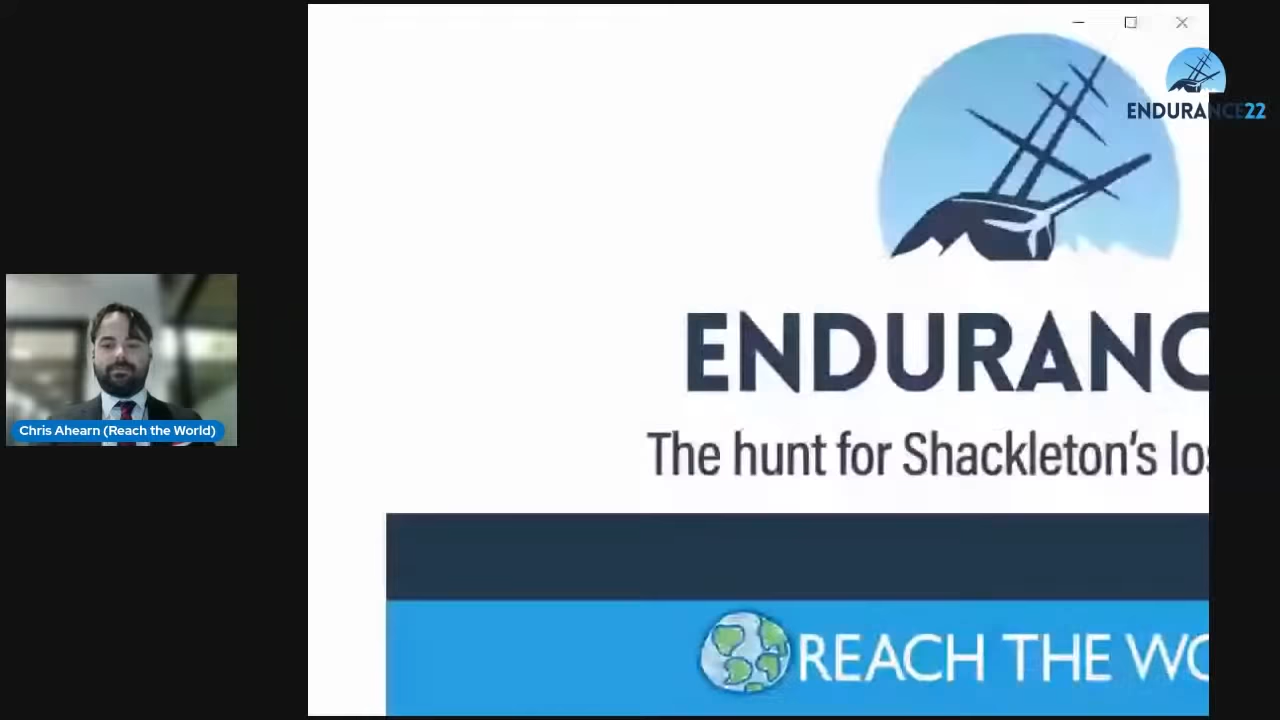 ENDURANCE22
ENDURANC
The hunt for Shackleton's los
Chris Ahearn (Reach the World)
REACH THE WO